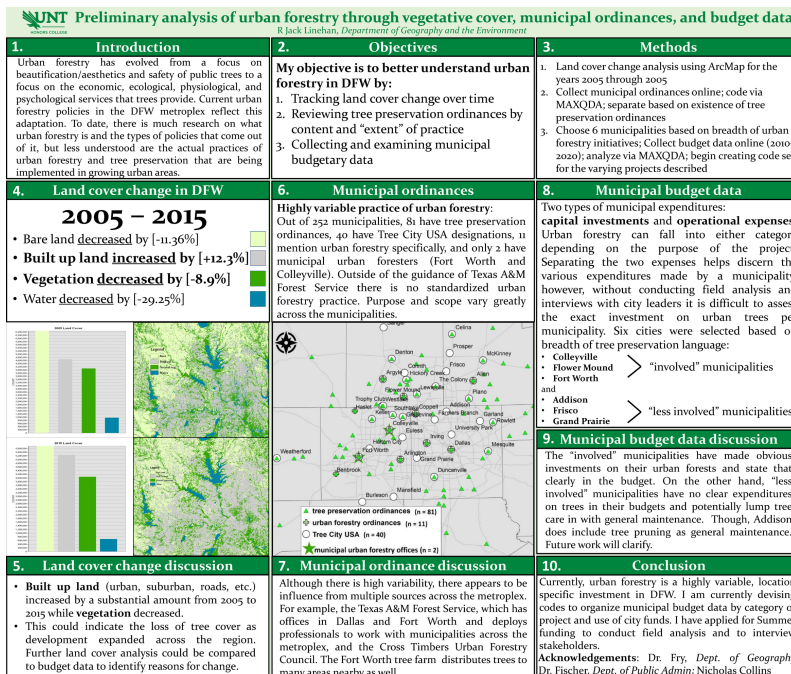 UNT
HONORS COLLEGE
Preliminary analysis of urban forestry through vegetative cover, municipal ordinances, and budget data
R Jack Linehan, Department of Geography and the Environment
1. Introduction
Urban forestry has evolved from a focus on
beautification/aesthetics and safety of public trees to
a focus on the economic, ecological, physiological, and
psychological services that trees provide. Current urban
forestry policies in the DFW metroplex reflect this
adaptation. To date, there is much research on what
urban forestry is and the types of policies that come out
of it, but less understood are the actual practices of
urban forestry and tree preservation that are being
implemented in growing urban areas.
2. Objectives
My objective is to better understand urban
forestry in DFW by:
1. Tracking land cover change over time
2. Reviewing tree preservation ordinances by
content and "extent" of practice
3. Collecting and examining municipal
budgetary data
3. Methods
1. Land cover change analysis using ArcMap for the
years 2005 through 2005
2. Collect municipal ordinances online; code via
MAXQDA; separate based on existence of tree
preservation ordinances
3. Choose 6 municipalities based on breadth of urban
forestry initiatives; Collect budget data online (2010-
2020); analyze via MAXQDA; begin creating code se
for the varying projects described
4. Land cover change in DFW
2005 – 2015
• Bare land decreased by [-11.36%]
• Built up land increased by [+12.3%]
• Vegetation decreased by [-8.9%]
• Water decreased by [-29.25%]
2005 Land Cover
2015 Land Cover
5. Land cover change discussion
• Built up land (urban, suburban, roads, etc.)
increased by a substantial amount from 2005 to
2015 while vegetation decreased.
• This could indicate the loss of tree cover as
development expanded across the region.
Further land cover analysis could be compared
to budget data to identify reasons for change.
6. Municipal ordinances
Highly variable practice of urban forestry:
Out of 252 municipalities, 81 have tree preservation
ordinances, 40 have Tree City USA designations, 11
mention urban forestry specifically, and only 2 have
municipal urban foresters (Fort Worth and
Colleyville). Outside of the guidance of Texas A&M
Forest Service there is no standardized urban
forestry practice. Purpose and scope vary greatly
across the municipalities.
Celina
Prosper
Denton
McKinney
Frisco
Argyle
Hickory Creek
Allen
The Colony
Flower Mound
Lewisville
Plano
Trophy Club
Haslet
Coppell
Addison
Keller
Farmers Branch
Garland
Rowlett
Colleyville
Euless
University Park
Irving
Dallas
Mesquite
Weatherford
Fort Worth
Arlington
Grand Prairie
Benbrook
Duncanville
Mansfield
Burleson
tree preservation ordinances (n = 81)
urban forestry ordinances (n = 11)
Tree City USA (n = 40)
municipal urban forestry offices (n = 2)
7. Municipal ordinance discussion
Although there is high variability, there appears to be
influence from multiple sources across the metroplex.
For example, the Texas A&M Forest Service, which has
offices in Dallas and Fort Worth and deploys
professionals to work with municipalities across the
metroplex, and the Cross Timbers Urban Forestry
Council. The Fort Worth tree farm distributes trees to
many areas nearby as well.
8. Municipal budget data
Two types of municipal expenditures:
capital investments and operational expenses
Urban forestry can fall into either categor
depending on the purpose of the projec
Separating the two expenses helps discern th
various expenditures made by a municipality
however, without conducting field analysis an
interviews with city leaders it is difficult to asses
the exact investment on urban trees pe
municipality. Six cities were selected based o
breadth of tree preservation language:
• Colleyville
• Flower Mound "involved" municipalities
• Fort Worth
and
• Addison
• Frisco "less involved" municipalities
• Grand Prairie
9. Municipal budget data discussion
The "involved" municipalities have made obvious
investments on their urban forests and state that
clearly in the budget. On the other hand, "less
involved" municipalities have no clear expenditures
on trees in their budgets and potentially lump tree
care in with general maintenance. Though, Addison
does include tree pruning as general maintenance.
Future work will clarify.
10. Conclusion
Currently, urban forestry is a highly variable, location
specific investment in DFW. I am currently devising
codes to organize municipal budget data by category o
project and use of city funds. I have applied for Summe
funding to conduct field analysis and to interview
stakeholders.
Acknowledgements: Dr. Fry, Dept. of Geograph
Dr. Fischer, Dept. of Public Admin; Nicholas Collins